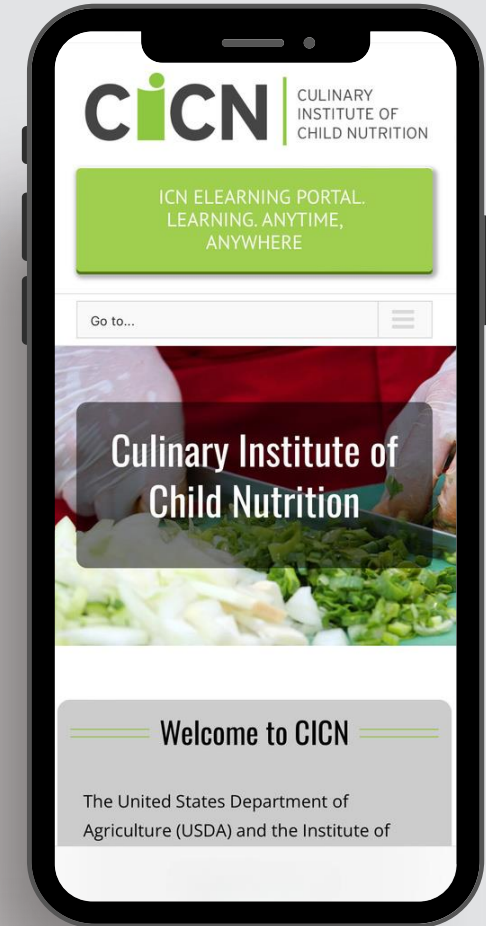 CiCN
CULINARY
INSTITUTE OF
CHILD NUTRITION
ICN ELEARNING PORTAL.
LEARNING. ANYTIME,
ANYWHERE
Go to...
Culinary Institute of
Child Nutrition
Welcome to CICN
The United States Department of
Agriculture (USDA) and the Institute of